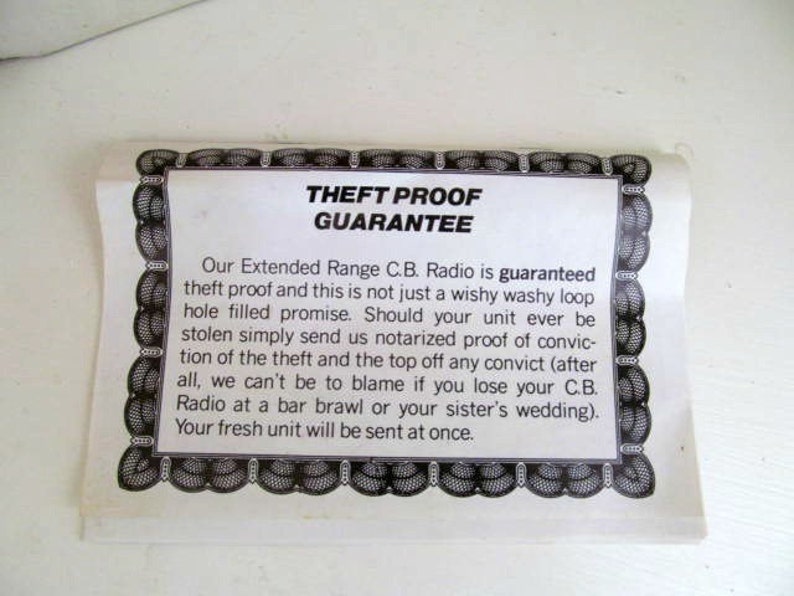 THEFT PROOF
GUARANTEE
Our Extended Range C.B. Radio is guaranteed
theft proof and this is not just a wishy washy loop
hole filled promise. Should your unit ever be
stolen simply send us notarized proof of convic-
tion of the theft and the top off any convict (after
all, we can't be to blame if you lose your C.B.
Radio at a bar brawl or your sister's wedding).
Your fresh unit will be sent at once.